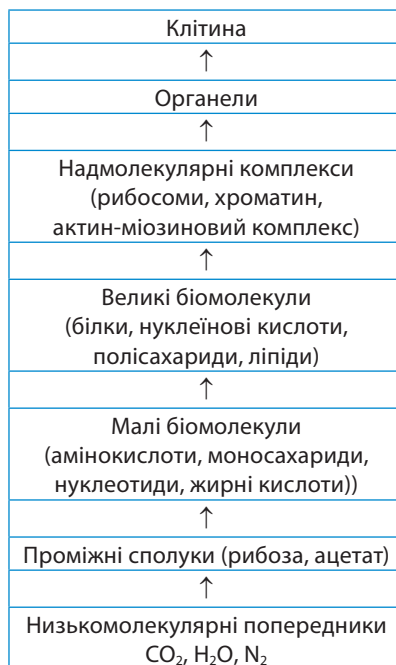 Клітина
↑
Органели
↑
Надмолекулярні комплекси
(рибосоми, хроматин,
актин-міозиновий комплекс)
↑
Великі біомолекули
(білки, нуклеїнові кислоти,
полісахариди, ліпіди)
↑
Малі біомолекули
(амінокислоти, моносахариди,
нуклеотиди, жирні кислоти))
↑
Проміжні сполуки (рибоза, ацетат)
↑
Низькомолекулярні попередники
CO₂, H₂O, N₂